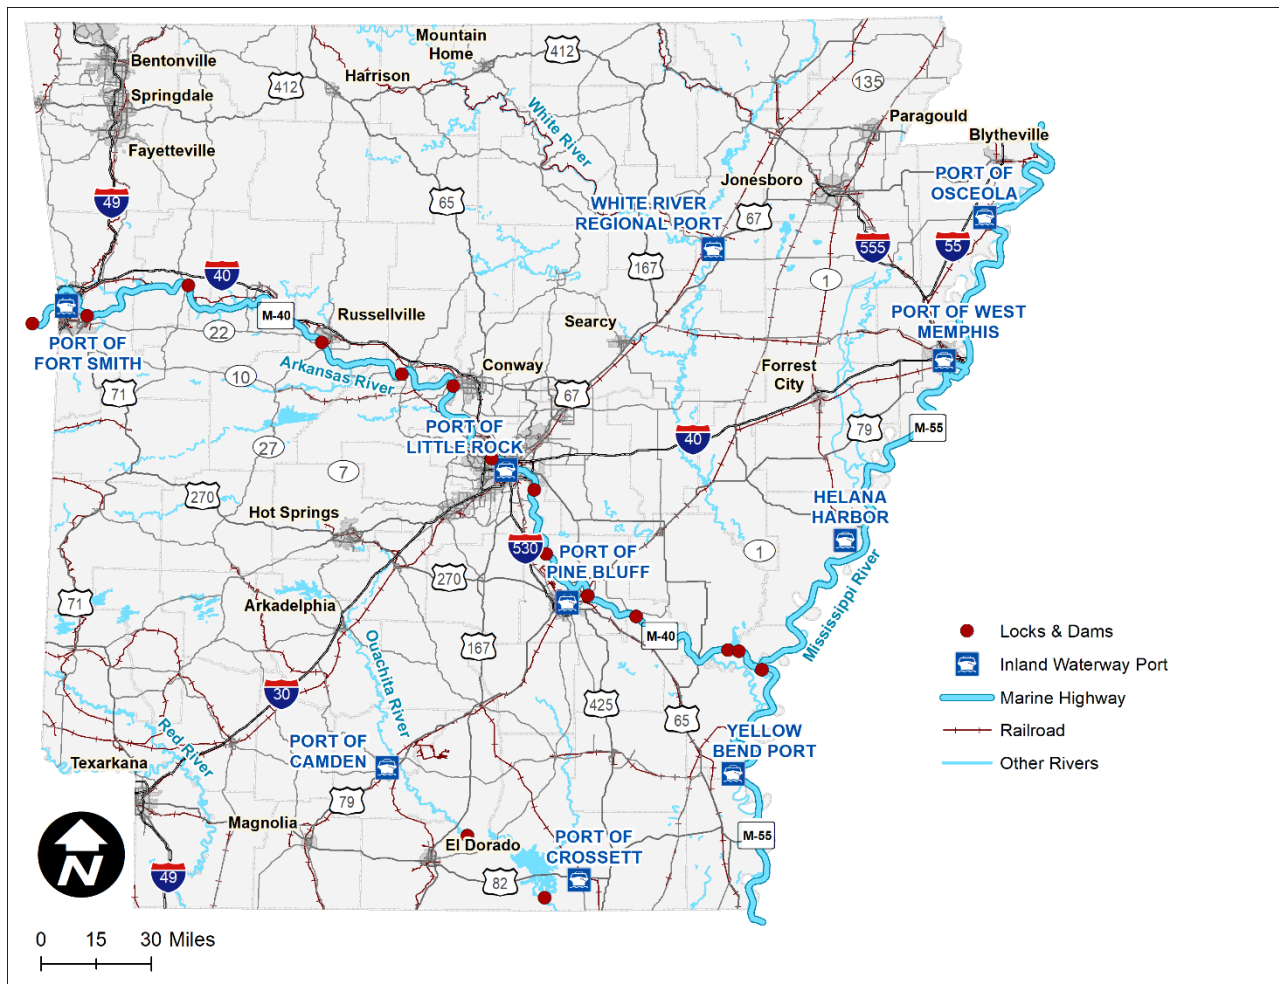 Mountain
Home
412
Bentonville
Harrison
412
135
Springdale
White River
Paragould
Blytheville
Fayetteville
PORT OF
OSCEOLA
Jonesboro
49
65
WHITE RIVER
REGIONAL PORT
67
555
55
40
167
1
M-40
Russellville
Searcy
PORT OF WEST
MEMPHIS
22
PORT OF
FORT SMITH
Arkansas River
Conway
Forrest
City
10
71
67
PORT OF
LITTLE ROCK
40
79
M-55
27
7
270
HELANA
HARBOR
Hot Springs
530
PORT OF
PINE BLUFF
1
270
71
Arkadelphia
Mississippi River
Ouachita River
167
M-40
Locks & Dams
Inland Waterway Port
30
425
65
Marine Highway
Red River
PORT OF
CAMDEN
YELLOW
BEND PORT
Railroad
Texarkana
Other Rivers
79
Magnolia
El Dorado
PORT OF
CROSSETT
M-55
N
49
82
0 15 30 Miles